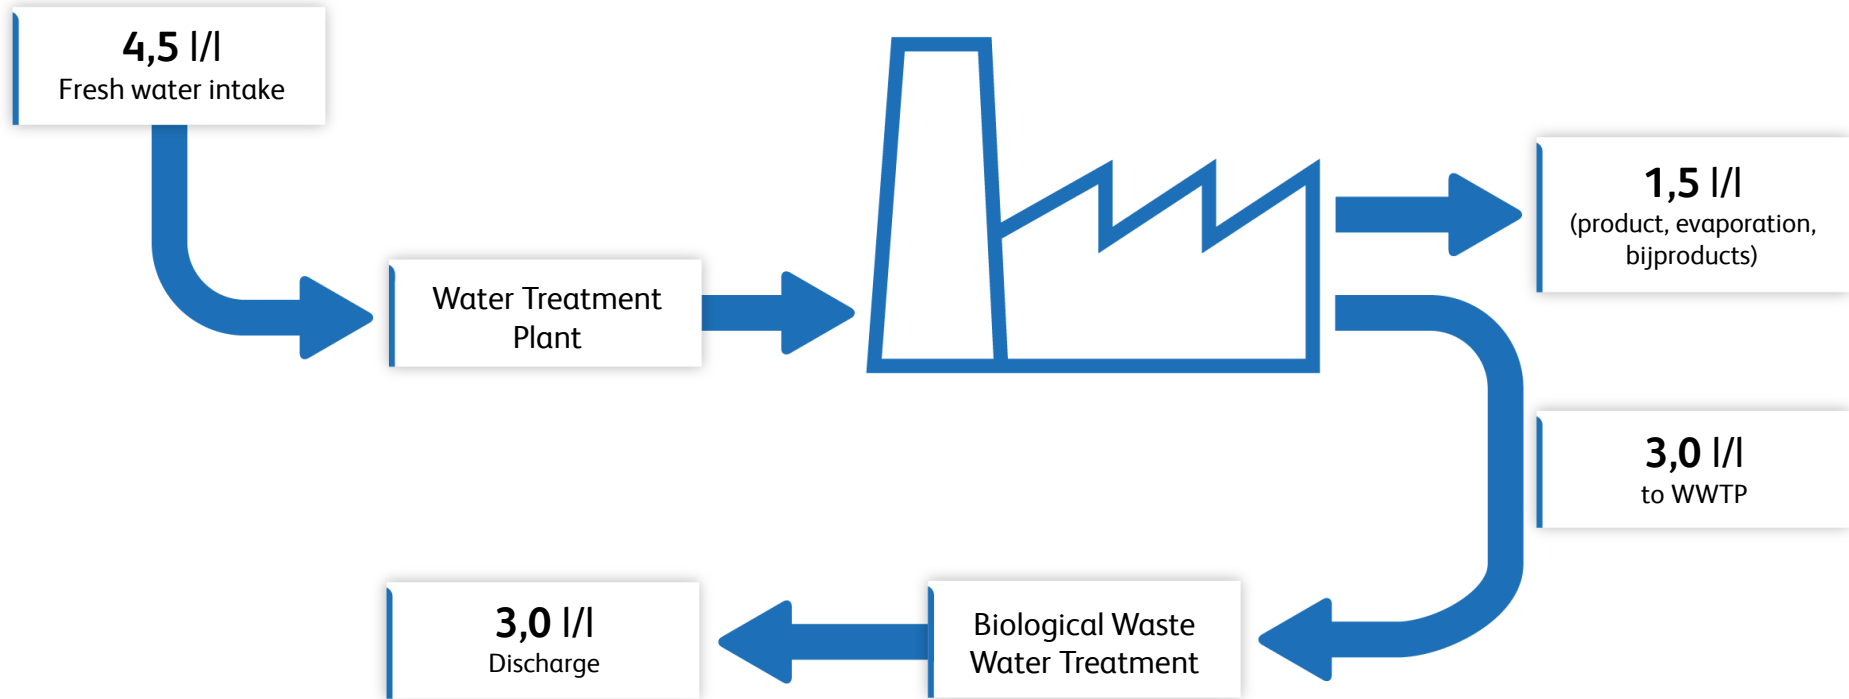 4,5 l/l
Fresh water intake
Water Treatment
Plant
1,5 l/l
(product, evaporation,
bijproducts)
3,0 l/l
to WWTP
Biological Waste
Water Treatment
3,0 l/l
Discharge